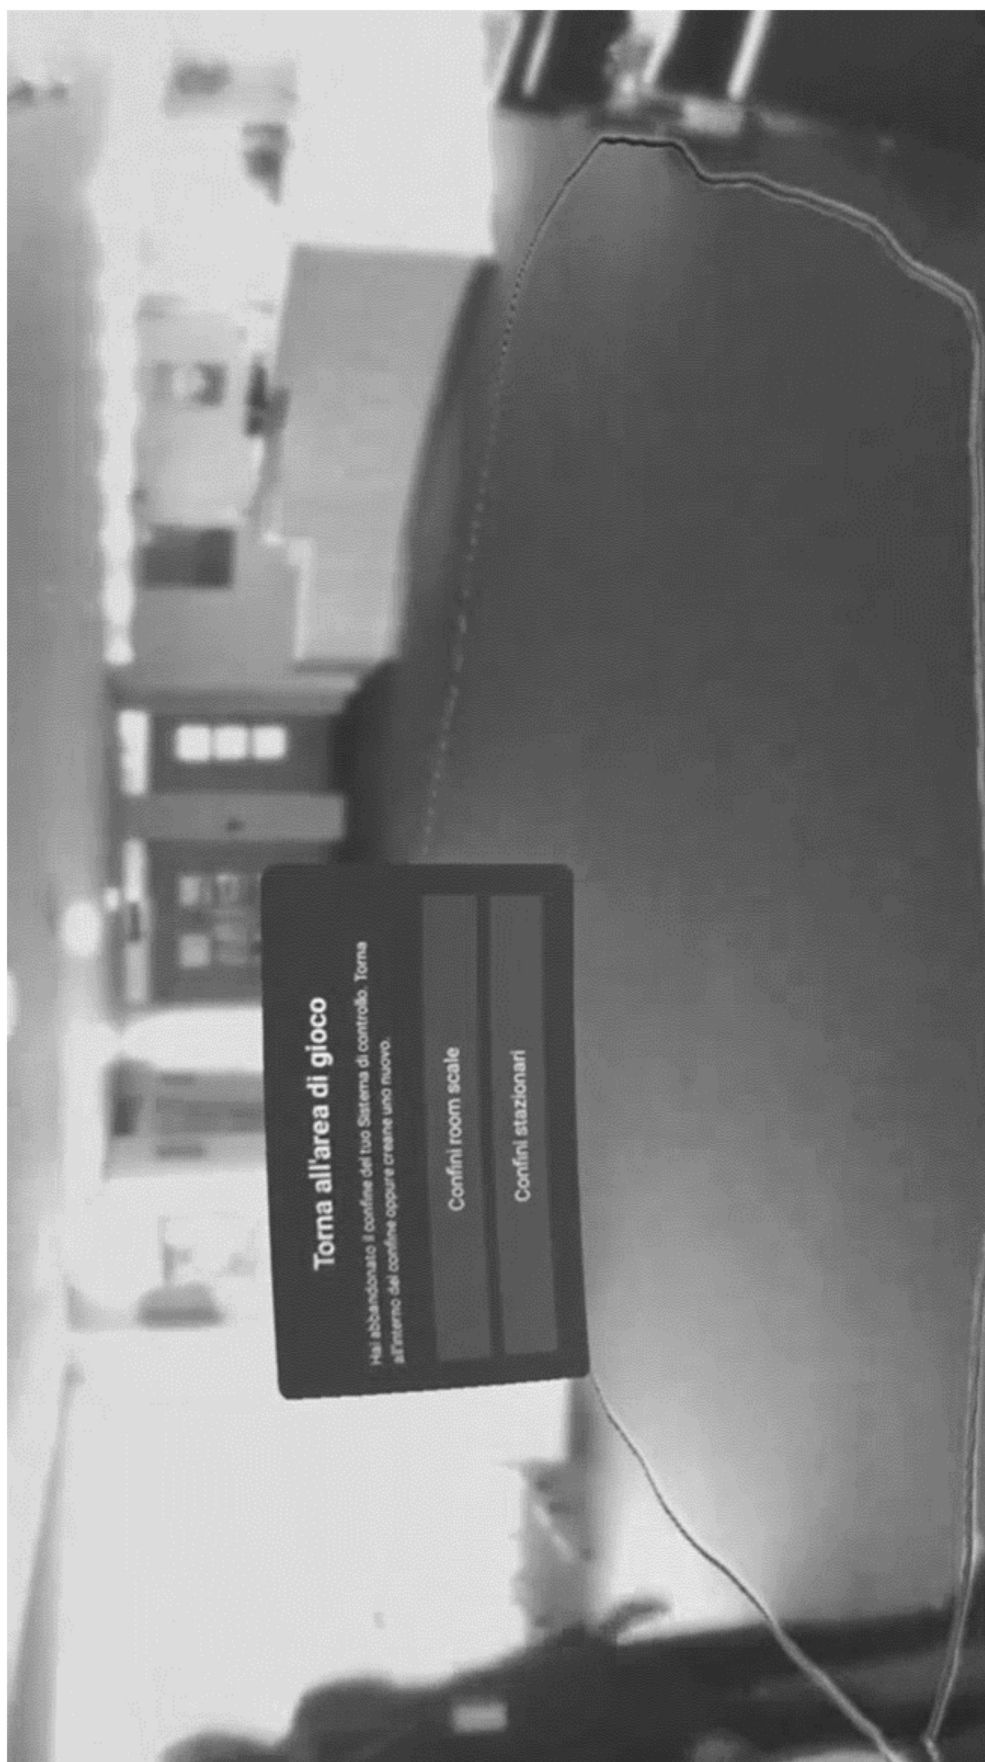 Torna all'area di gioco
Hai abbandonato il confine del tuo Sistema di controllo. Torna
all'interno del confine oppure creane uno nuovo.
Confini room scale
Confini stazionari